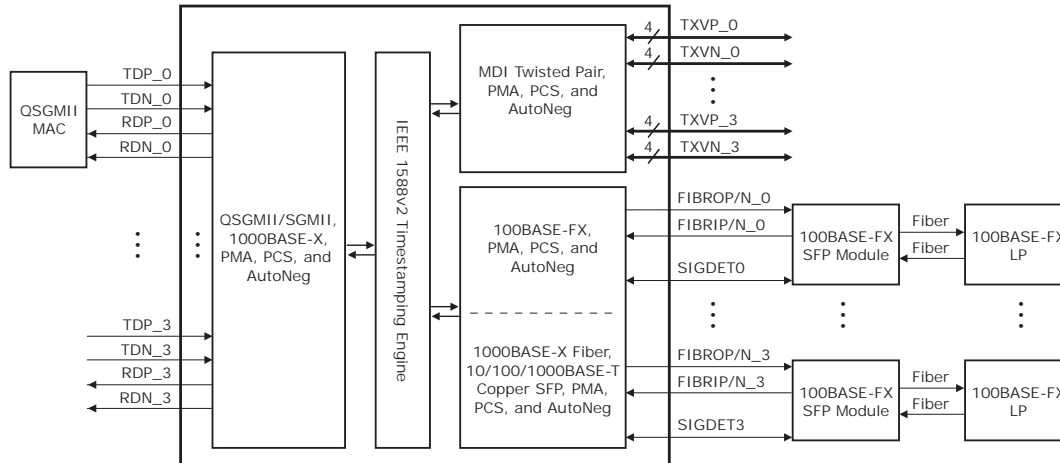 QSGMII
MAC
TDP_0
TDN_0
RDP_0
RDN_0
TDP_3
TDN_3
RDP_3
RDN_3
QSGMII/SGMII,
1000BASE-X,
PMA, PCS, and
AutoNeg
IEEE 1588v2 Timestamping Engine
MDI Twisted Pair,
PMA, PCS, and
AutoNeg
4 TXVP_0
4 TXVN_0
4 TXVP_3
4 TXVN_3
100BASE-FX,
PMA, PCS, and
AutoNeg
1000BASE-X Fiber,
10/100/1000BASE-T
Copper SFP, PMA,
PCS, and AutoNeg
FIBROP/N_0
FIBRIP/N_0
SIGDET0
100BASE-FX
SFP Module
Fiber
Fiber
100BASE-FX
LP
FIBROP/N_3
FIBRIP/N_3
SIGDET3
100BASE-FX
SFP Module
Fiber
Fiber
100BASE-FX
LP